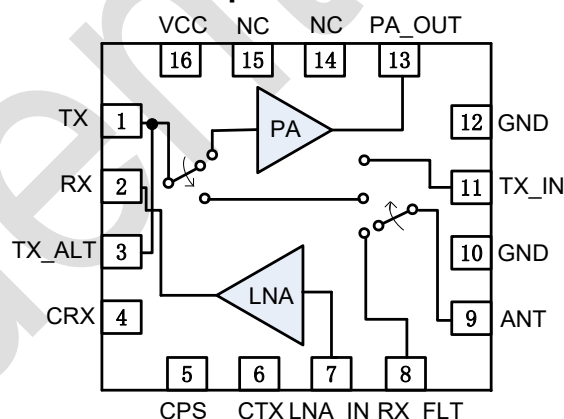 VCC NC NC PA_OUT
16 15 14 13
TX 1 PA 12 GND
RX 2 11 TX_IN
TX_ALT 3 10 GND
LNA
CRX 4 9 ANT
5 6 7 8
CPS CTX LNA_IN RX_FLT